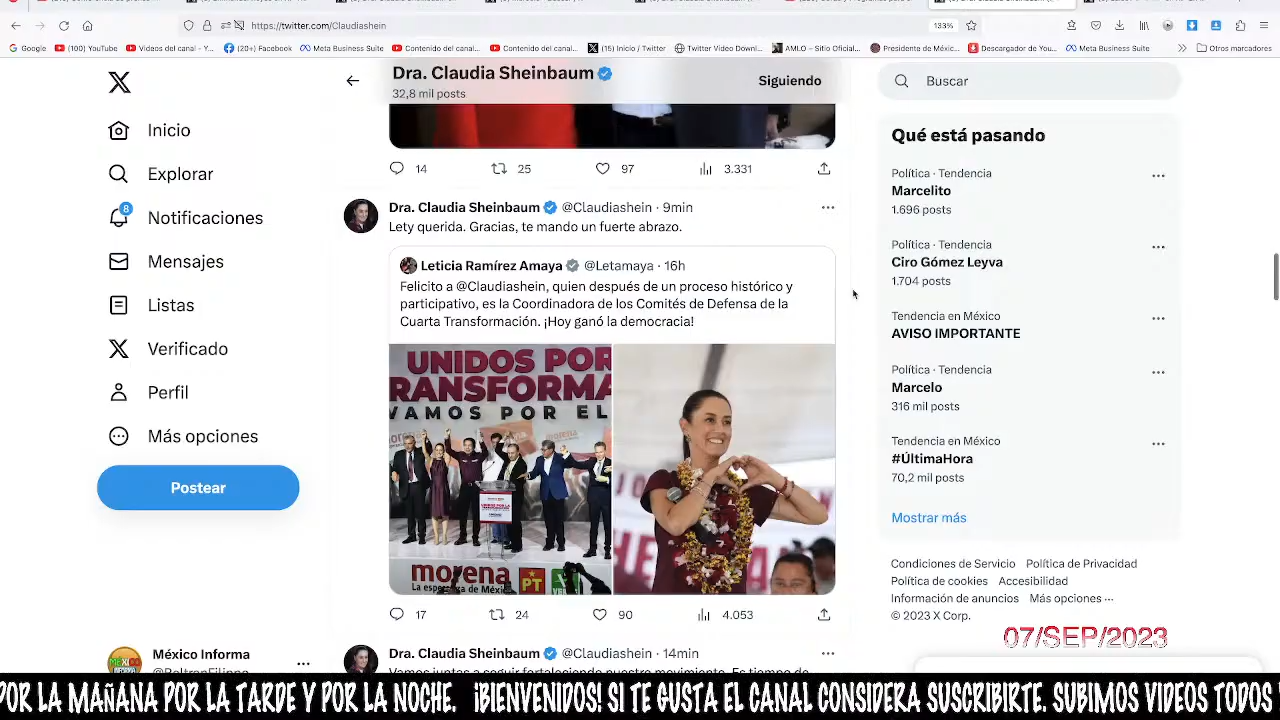 https://twitter.com/Claudiashein
133%
Google
(100) YouTube
Videos del canal - Y...
(20+) Facebook
Meta Business Suite
Contenido del canal...
Contenido del canal...
(15) Inicio / Twitter
Twitter Video Downl...
AMLO – Sitio Oficial...
Presidente de Méxic...
Descargador de You...
Meta Business Suite
Otros marcadores
Inicio
Explorar
8
Notificaciones
Mensajes
Listas
Verificado
Perfil
Más opciones
Postear
México Informa
Dra. Claudia Sheinbaum
32,8 mil posts
Siguiendo
14 25 97 3.331
Dra. Claudia Sheinbaum @Claudiashein · 9min
Lety querida. Gracias, te mando un fuerte abrazo.
Leticia Ramírez Amaya @Letamaya · 16h
Felicito a @Claudiashein, quien después de un proceso histórico y
participativo, es la Coordinadora de los Comités de Defensa de la
Cuarta Transformación. ¡Hoy ganó la democracia!
UNIDOS POR
RANSFORMA
VAMOS POR EL
morena
La esperanza de Méxi
PT
17 24 90 4.053
Dra. Claudia Sheinbaum @Claudiashein · 14min
Buscar
Qué está pasando
Política · Tendencia
Marcelito
1.696 posts
Política · Tendencia
Ciro Gómez Leyva
1.704 posts
Tendencia en México
AVISO IMPORTANTE
Política · Tendencia
Marcelo
316 mil posts
Tendencia en México
#ÚltimaHora
70,2 mil posts
Mostrar más
Condiciones de Servicio Política de Privacidad
Política de cookies Accesibilidad
Información de anuncios Más opciones ···
© 2023 X Corp.
07/SEP/2023
POR LA MAñANA POR LA TARDE Y POR LA NOCHE. ¡BIENVENIDOS! SI TE GUSTA EL CANAL CONSIDERA SUSCRIBIRTE. SUBIMOS VIDEOS TODOS